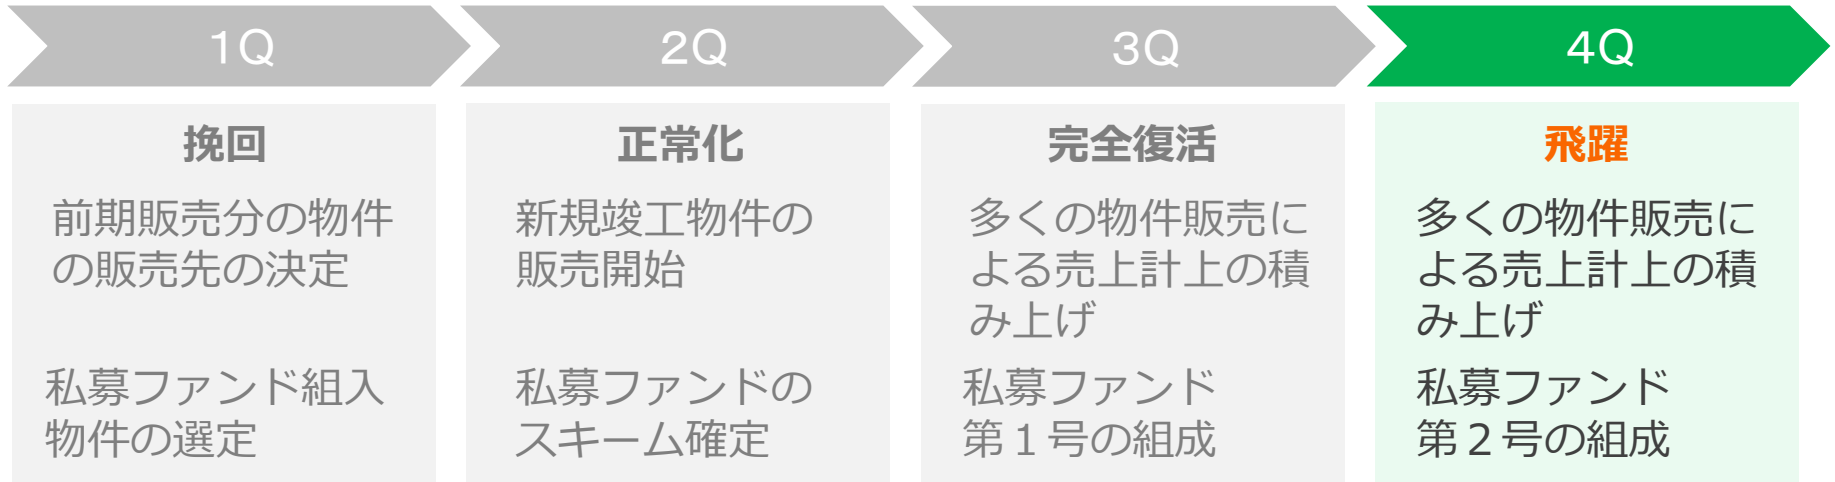 1Q
2Q
3Q
4Q
挽回
前期販売分の物件
の販売先の決定
私募ファンド組入
物件の選定
正常化
新規竣工物件の
販売開始
私募ファンドの
スキーム確定
完全復活
多くの物件販売に
よる売上計上の積
み上げ
私募ファンド
第１号の組成
飛躍
多くの物件販売に
よる売上計上の積
み上げ
私募ファンド
第２号の組成